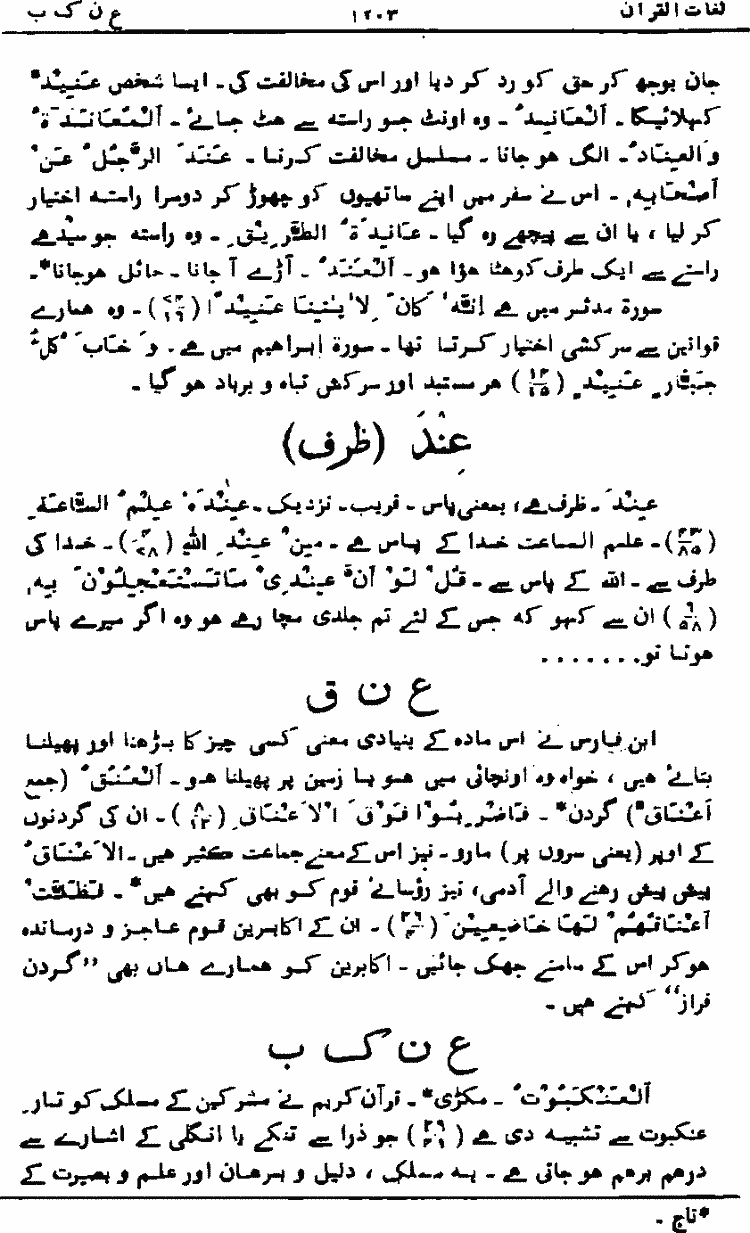 لغات القرآن ۱۲۰۳ ع ن ک ب
جان بوجھ کر حق کو رد کر دیا اور اس کی مخالفت کی۔ ایسا شخص عَنِیْدٌ*
کہلائیگا۔ اَلْعَانِدُ۔ وہ اونٹ جو راستہ سے ہٹ جائے۔ اَلْمُعَانَدَۃُ
وَالْعِنَادُ۔ الگ ہو جانا۔ مسلسل مخالفت کرنا۔ عَنَدَ الرَّجُلُ عَنْ
اَصْحَابِہٖ۔ اس نے سفر میں اپنے ساتھیوں کو چھوڑ کر دوسرا راستہ اختیار
کر لیا، یا ان سے پیچھے رہ گیا۔ عَانِدَۃُ الطَّرِیْقِ۔ وہ راستہ جو سیدھے
راستے سے ایک طرف کو ہٹا ہؤا ہو۔ اَلْعَنَدُ۔ آڑے آ جانا۔ حائل ہوجانا*۔
سورۃ مدثر میں ہے اِنَّہٗ کَانَ لِاٰیٰتِنَا عَنِیْدًا (۷۴/۱۶)۔ وہ ہمارے
قوانین سے سرکشی اختیار کرتا تھا۔ سورۃ ابراہیم میں ہے۔ وَ خَابَ کُلُّ
جَبَّارٍ عَنِیْدٍ (۱۴/۱۵) ہر مستبد اور سرکش تباہ و برباد ہو گیا۔
عِنْدَ (ظرف)
عِنْدَ۔ ظرف ہے، بمعنی پاس۔ قریب۔ نزدیک۔ عِنْدَہٗ عِلْمُ السَّاعَۃِ
(۴۳/۸۵)۔ علم الساعت خدا کے پاس ہے۔ مِنْ عِنْدِ اللّٰہِ (۲۸/۳)۔ خدا کی
طرف سے۔ اللہ کے پاس سے۔ قُلْ لَوْ اَنَّ عِنْدِیْ مَاتَسْتَعْجِلُوْنَ بِہٖ
(۶/۵۸) ان سے کہو کہ جس کے لئے تم جلدی مچا رہے ہو وہ اگر میرے پاس
ہوتا تو.......
ع ن ق
ابن فارس نے اس مادہ کے بنیادی معنی کسی چیز کا بڑھنا اور پھیلنا
بتائے ہیں، خواہ وہ اونچائی میں ہو یا زمین پر پھیلنا ہو۔ اَلْعُنُقُ (جمع
اَعْنَاقٌ) گردن*۔ فَاضْرِبُوْا فَوْقَ الْاَعْنَاقِ (۸/۱۲)۔ ان کی گردنوں
کے اوپر (یعنی سروں پر) مارو۔ نیز اس کے معنے جماعت کثیر ہیں۔ اَلْاَعْنَاقُ
پیش پیش رہنے والے آدمی، نیز رؤسائے قوم کو بھی کہتے ہیں*۔ فَظَلَّتْ
اَعْنَاقُہُمْ لَہَا خَاضِعِیْنَ (۲۶/۴)۔ ان کے اکابرین قوم عاجز و درماندہ
ہوکر اس کے سامنے جھک جائیں۔ اکابرین کو ہمارے ہاں بھی ”گردن
فراز“ کہتے ہیں۔
ع ن ک ب
اَلْعَنْکَبُوْتُ۔ مکڑی*۔ قرآن کریم نے مشرکین کے مسلک کو تارِ
عنکبوت سے تشبیہ دی ہے (۲۹/۴۱) جو ذرا سے تنکے یا انگلی کے اشارے سے
درہم برہم ہو جاتی ہے۔ یہ مسلک، دلیل و برہان اور علم و بصیرت کے
*تاج۔